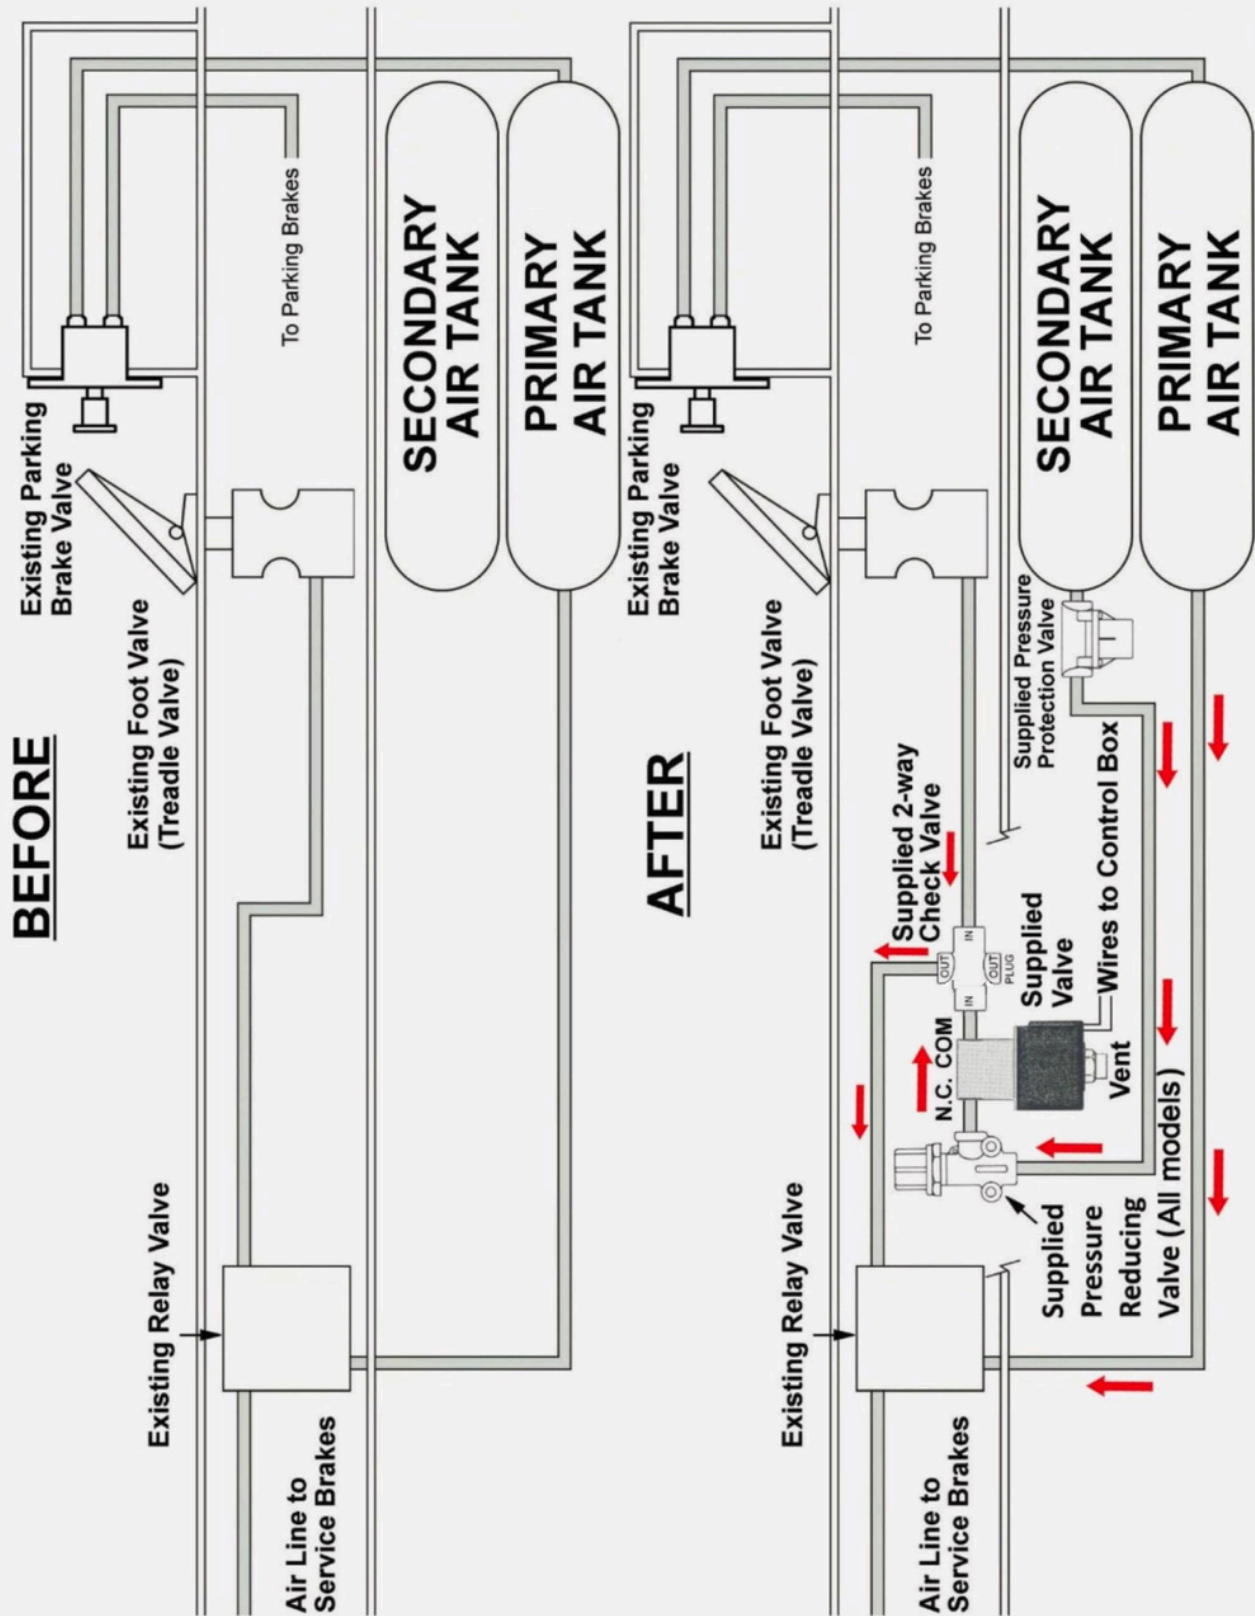 BEFORE
Existing Parking
Brake Valve
Existing Foot Valve
(Treadle Valve)
To Parking Brakes
SECONDARY
AIR TANK
PRIMARY
AIR TANK
Existing Relay Valve
Air Line to
Service Brakes
AFTER
Existing Parking
Brake Valve
Existing Foot Valve
(Treadle Valve)
To Parking Brakes
SECONDARY
AIR TANK
PRIMARY
AIR TANK
Supplied Pressure
Protection Valve
Supplied 2-way
Check Valve
IN
OUT
OUT
PLUG
IN
N.C. COM
Supplied
Valve
Wires to Control Box
Vent
Supplied
Pressure
Reducing
Valve (All models)
Existing Relay Valve
Air Line to
Service Brakes